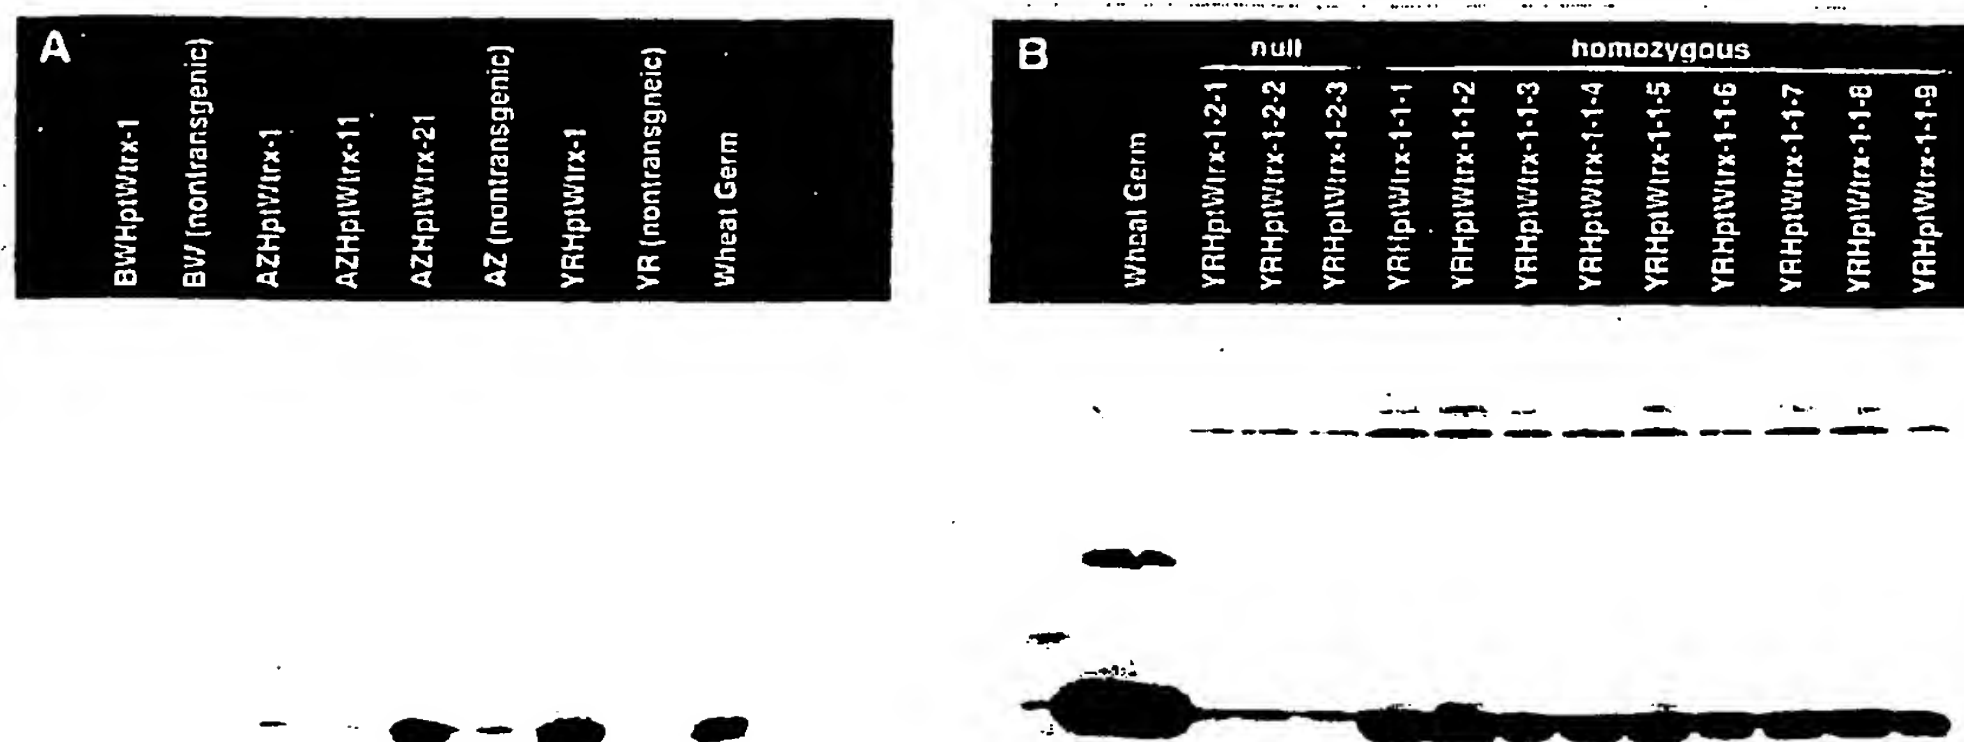 A
BWHptWtrx-1
BW (nontransgenic)
AZHptWtrx-1
AZHptWtrx-11
AZHptWtrx-21
AZ (nontransgenic)
YRHptWtrx-1
YR (nontransgneic)
Wheat Germ
B
null
homozygous
Wheat Germ
YRHptWtrx-1-2-1
YRHptWtrx-1-2-2
YRHptWtrx-1-2-3
YRHptWtrx-1-1-1
YRHptWtrx-1-1-2
YRHptWtrx-1-1-3
YRHptWtrx-1-1-4
YRHptWtrx-1-1-5
YRHptWtrx-1-1-6
YRHptWtrx-1-1-7
YRHptWtrx-1-1-8
YRHptWtrx-1-1-9